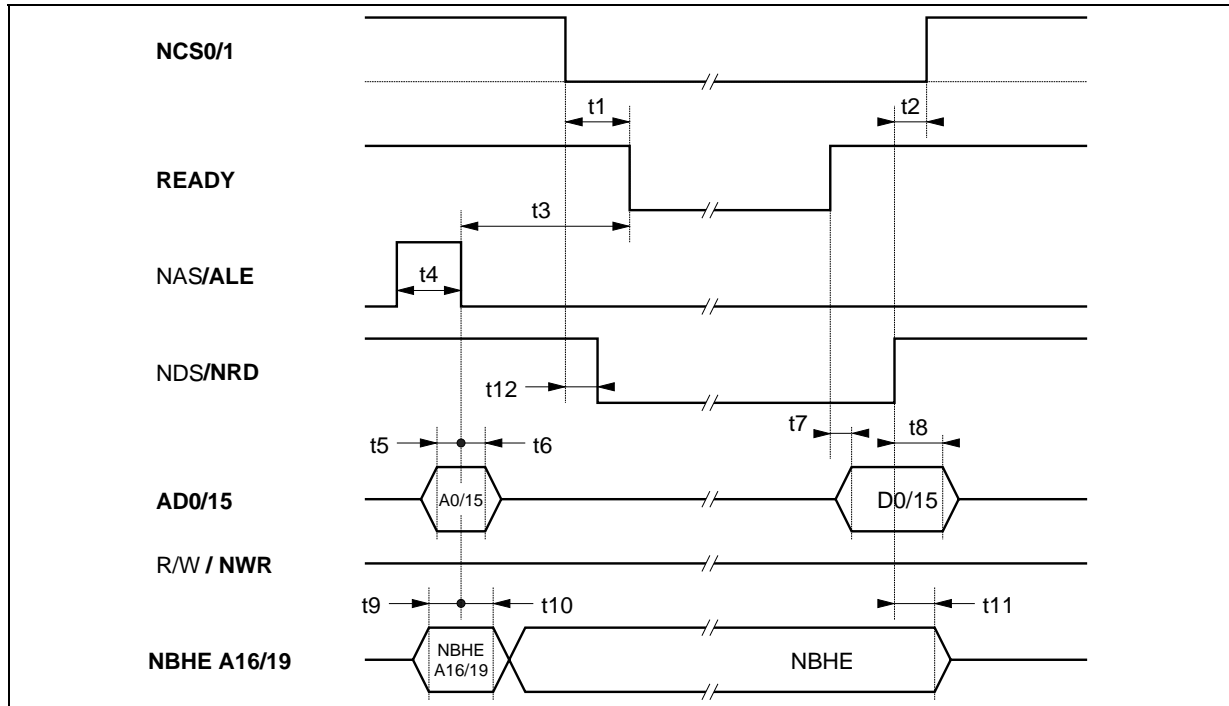 NCS0/1
t1
t2
READY
t3
NAS/ALE
t4
NDS/NRD
t12
t7
t8
t5
t6
AD0/15
A0/15
D0/15
R/W / NWR
t9
t10
t11
NBHE A16/19
NBHE
A16/19
NBHE